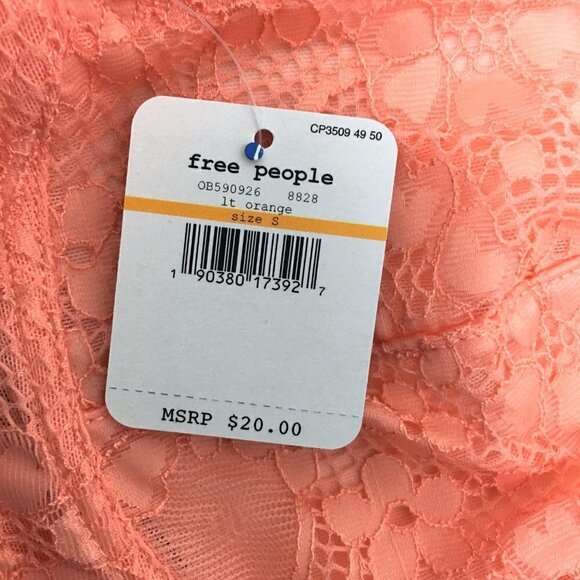 CP3509 49 50
free people
OB590926 8828
lt orange
size S
1 90380 17392 7
MSRP $20.00